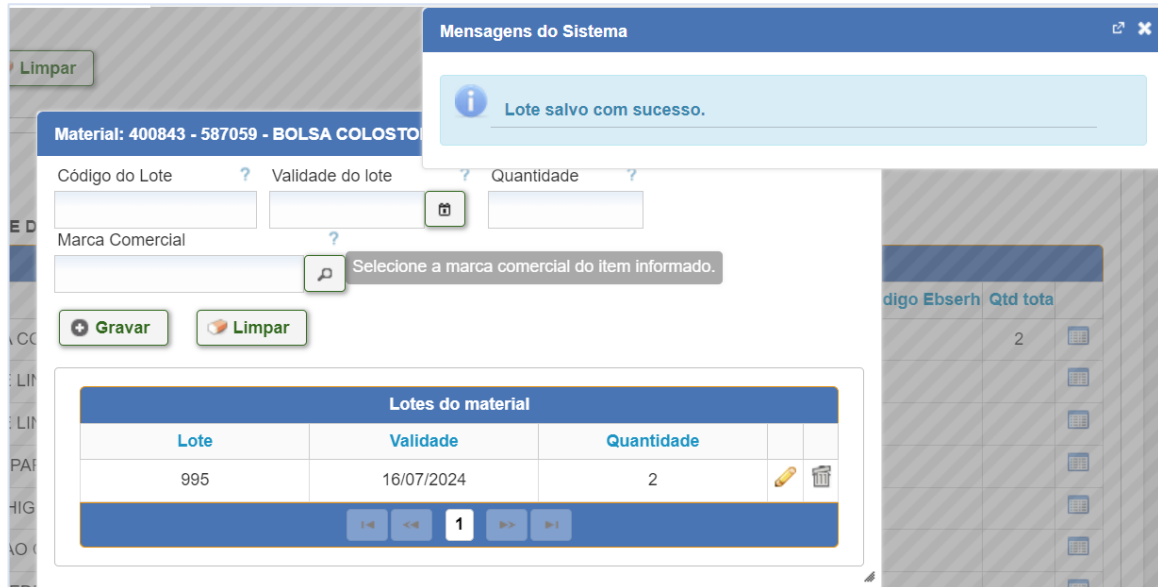 Mensagens do Sistema
Limpar
Lote salvo com sucesso.
Material: 400843 - 587059 - BOLSA
Código do Lote ? Validade do lote ? Quantidade ?
E D
Marca Comercial ?
Selecione a marca comercial do item informado.
digo Ebserh Qtd tota
Gravar Limpar
2
Lotes do material
Lote Validade Quantidade
995 16/07/2024 2
1